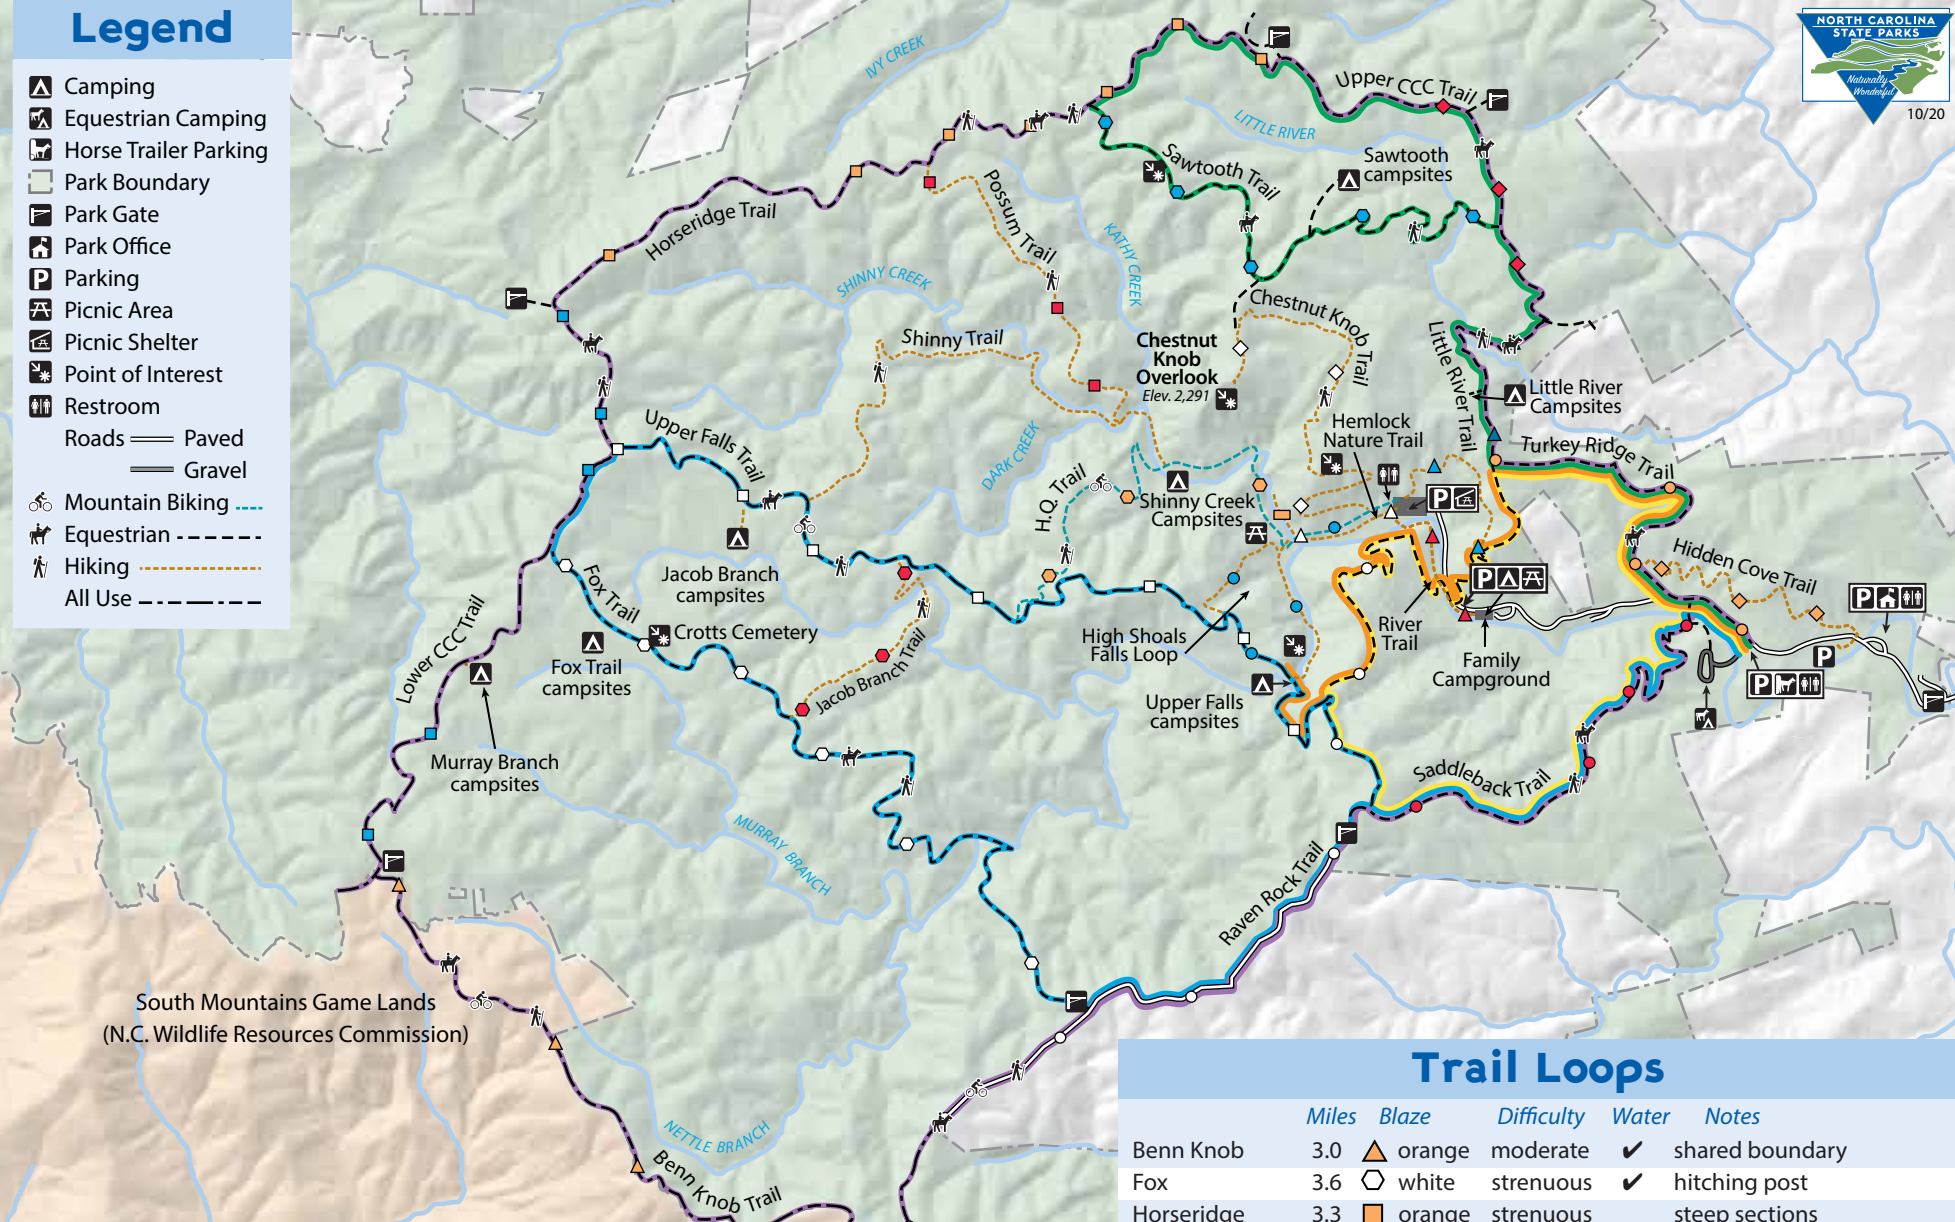 Legend
Camping
Equestrian Camping
Horse Trailer Parking
Park Boundary
Park Gate
Park Office
Parking
Picnic Area
Picnic Shelter
Point of Interest
Restroom
Roads Paved
Gravel
Mountain Biking
Equestrian
Hiking
All Use
NORTH CAROLINA
STATE PARKS
Naturally
Wonderful
10/20
IVY CREEK
Upper CCC Trail
LITTLE RIVER
Sawtooth Trail
Sawtooth
campsites
Possum Trail
Horseridge Trail
KATHY CREEK
SHINNY CREEK
Chestnut Knob Trail
Shinny Trail
Chestnut
Knob
Overlook
Elev. 2,291
Little River Trail
Little River
Campsites
Hemlock
Nature Trail
Upper Falls Trail
Turkey Ridge Trail
DARK CREEK
H.Q. Trail
Shinny Creek
Campsites
P
Hidden Cove Trail
Jacob Branch
campsites
Fox Trail
P
P
Crotts Cemetery
High Shoals
Falls Loop
River
Trail
Lower CCC Trail
Fox Trail
campsites
Jacob Branch Trail
Family
Campground
P
P
Upper Falls
campsites
Murray Branch
campsites
Saddleback Trail
MURRAY BRANCH
Raven Rock Trail
South Mountains Game Lands
(N.C. Wildlife Resources Commission)
NETTLE BRANCH
Benn Knob Trail
Trail Loops
Miles Blaze Difficulty Water Notes
Benn Knob 3.0 orange moderate ✔ shared boundary
Fox 3.6 white strenuous ✔ hitching post
Horseridge 3.3 orange strenuous steep sections